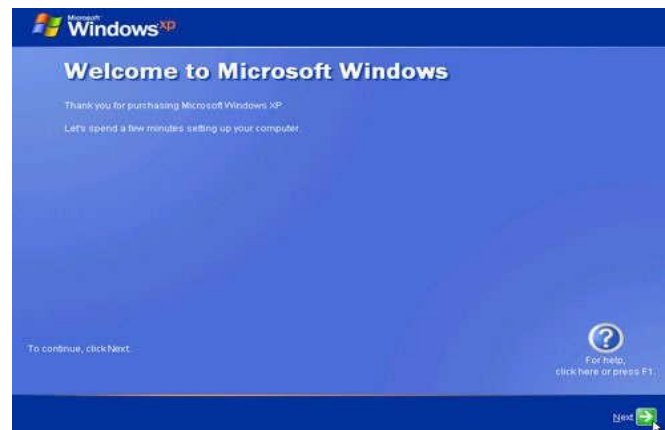 Microsoft
Windows xp
Welcome to Microsoft Windows
Thank you for purchasing Microsoft Windows XP.
Let's spend a few minutes setting up your computer.
To continue, click Next.
For help,
click here or press F1.
Next